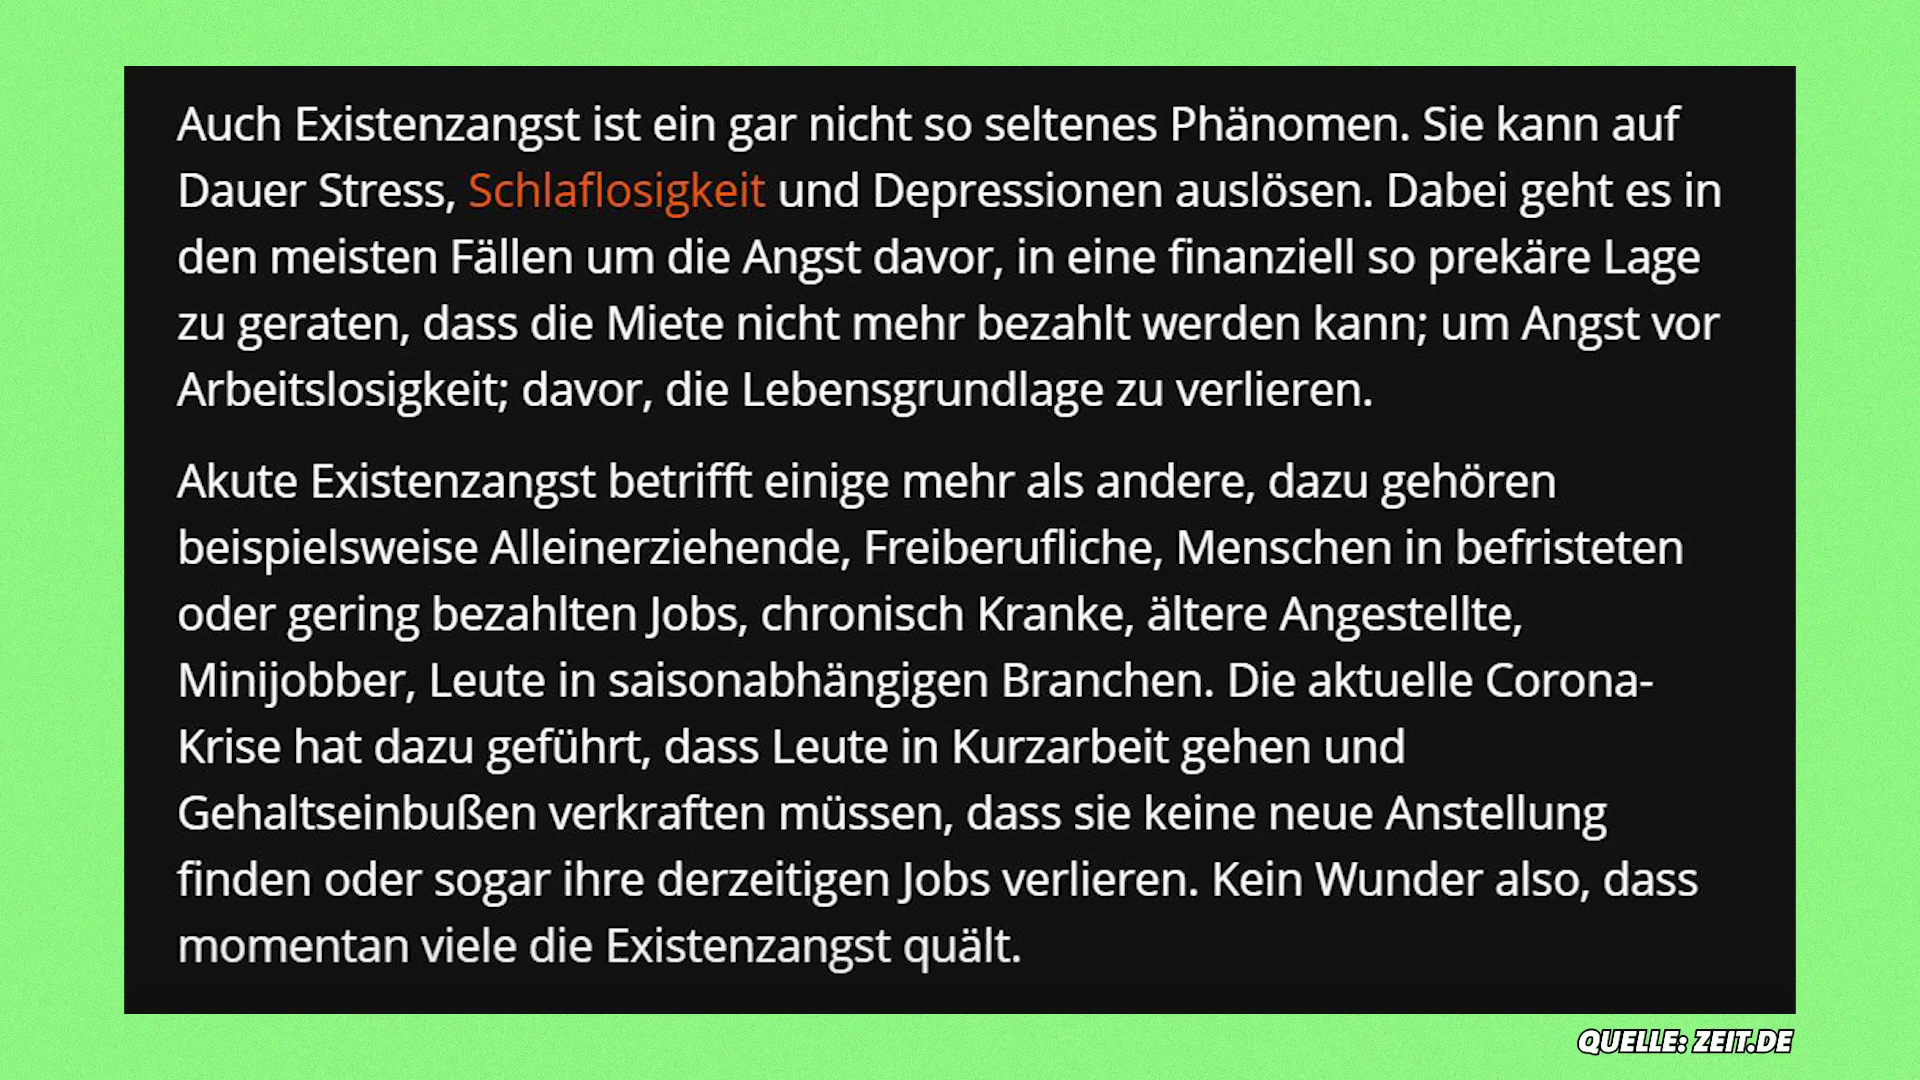 Auch Existenzangst ist ein gar nicht so seltenes Phänomen. Sie kann auf
Dauer Stress, Schlaflosigkeit und Depressionen auslösen. Dabei geht es in
den meisten Fällen um die Angst davor, in eine finanziell so prekäre Lage
zu geraten, dass die Miete nicht mehr bezahlt werden kann; um Angst vor
Arbeitslosigkeit; davor, die Lebensgrundlage zu verlieren.
Akute Existenzangst betrifft einige mehr als andere, dazu gehören
beispielsweise Alleinerziehende, Freiberufliche, Menschen in befristeten
oder gering bezahlten Jobs, chronisch Kranke, ältere Angestellte,
Minijobber, Leute in saisonabhängigen Branchen. Die aktuelle Corona-
Krise hat dazu geführt, dass Leute in Kurzarbeit gehen und
Gehaltseinbußen verkraften müssen, dass sie keine neue Anstellung
finden oder sogar ihre derzeitigen Jobs verlieren. Kein Wunder also, dass
momentan viele die Existenzangst quält.
QUELLE: ZEIT.DE